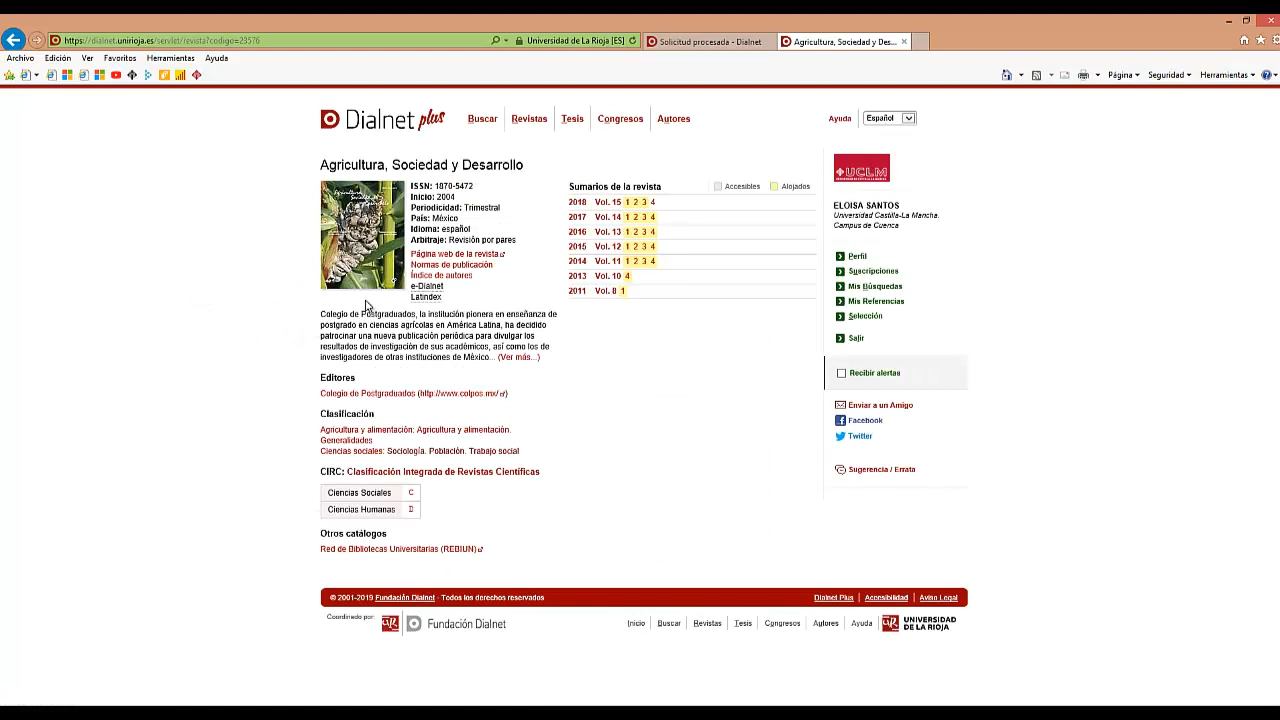 https://dialnet.unirioja.es/servlet/revista?codigo=23576
Universidad de La Rioja [ES]
Solicitud procesada - Dialnet
Agricultura, Sociedad y Des...
Archivo Edición Ver Favoritos Herramientas Ayuda
Página Seguridad Herramientas
Dialnet plus
Buscar Revistas Tesis Congresos Autores
Ayuda Español
Agricultura, Sociedad y Desarrollo
ISSN: 1870-5472
Inicio: 2004
Periodicidad: Trimestral
País: México
Idioma: español
Arbitraje: Revisión por pares
Página web de la revista
Normas de publicación
Índice de autores
e-Dialnet
Latindex
Colegio de Postgraduados, la institución pionera en enseñanza de
postgrado en ciencias agrícolas en América Latina, ha decidido
patrocinar una nueva publicación periódica para divulgar los
resultados de investigación de sus académicos, así como los de
investigadores de otras instituciones de México... (Ver más...)
Editores
Colegio de Postgraduados (http://www.colpos.mx/)
Clasificación
Agricultura y alimentación: Agricultura y alimentación.
Generalidades
Ciencias sociales: Sociología. Población. Trabajo social
CIRC: Clasificación Integrada de Revistas Científicas
Ciencias Sociales C
Ciencias Humanas D
Otros catálogos
Red de Bibliotecas Universitarias (REBIUN)
Sumarios de la revista Accesibles Alojados
2018 Vol. 15 1 2 3 4
2017 Vol. 14 1 2 3 4
2016 Vol. 13 1 2 3 4
2015 Vol. 12 1 2 3 4
2014 Vol. 11 1 2 3 4
2013 Vol. 10 4
2011 Vol. 8 1
UCLM
ELOISA SANTOS
Universidad Castilla-La Mancha.
Campus de Cuenca
Perfil
Suscripciones
Mis Búsquedas
Mis Referencias
Selección
Salir
Recibir alertas
Enviar a un Amigo
Facebook
Twitter
Sugerencia / Errata
© 2001-2019 Fundación Dialnet · Todos los derechos reservados
Dialnet Plus Accesibilidad Aviso Legal
Coordinado por:
Fundación Dialnet
Inicio Buscar Revistas Tesis Congresos Autores Ayuda
UNIVERSIDAD
DE LA RIOJA